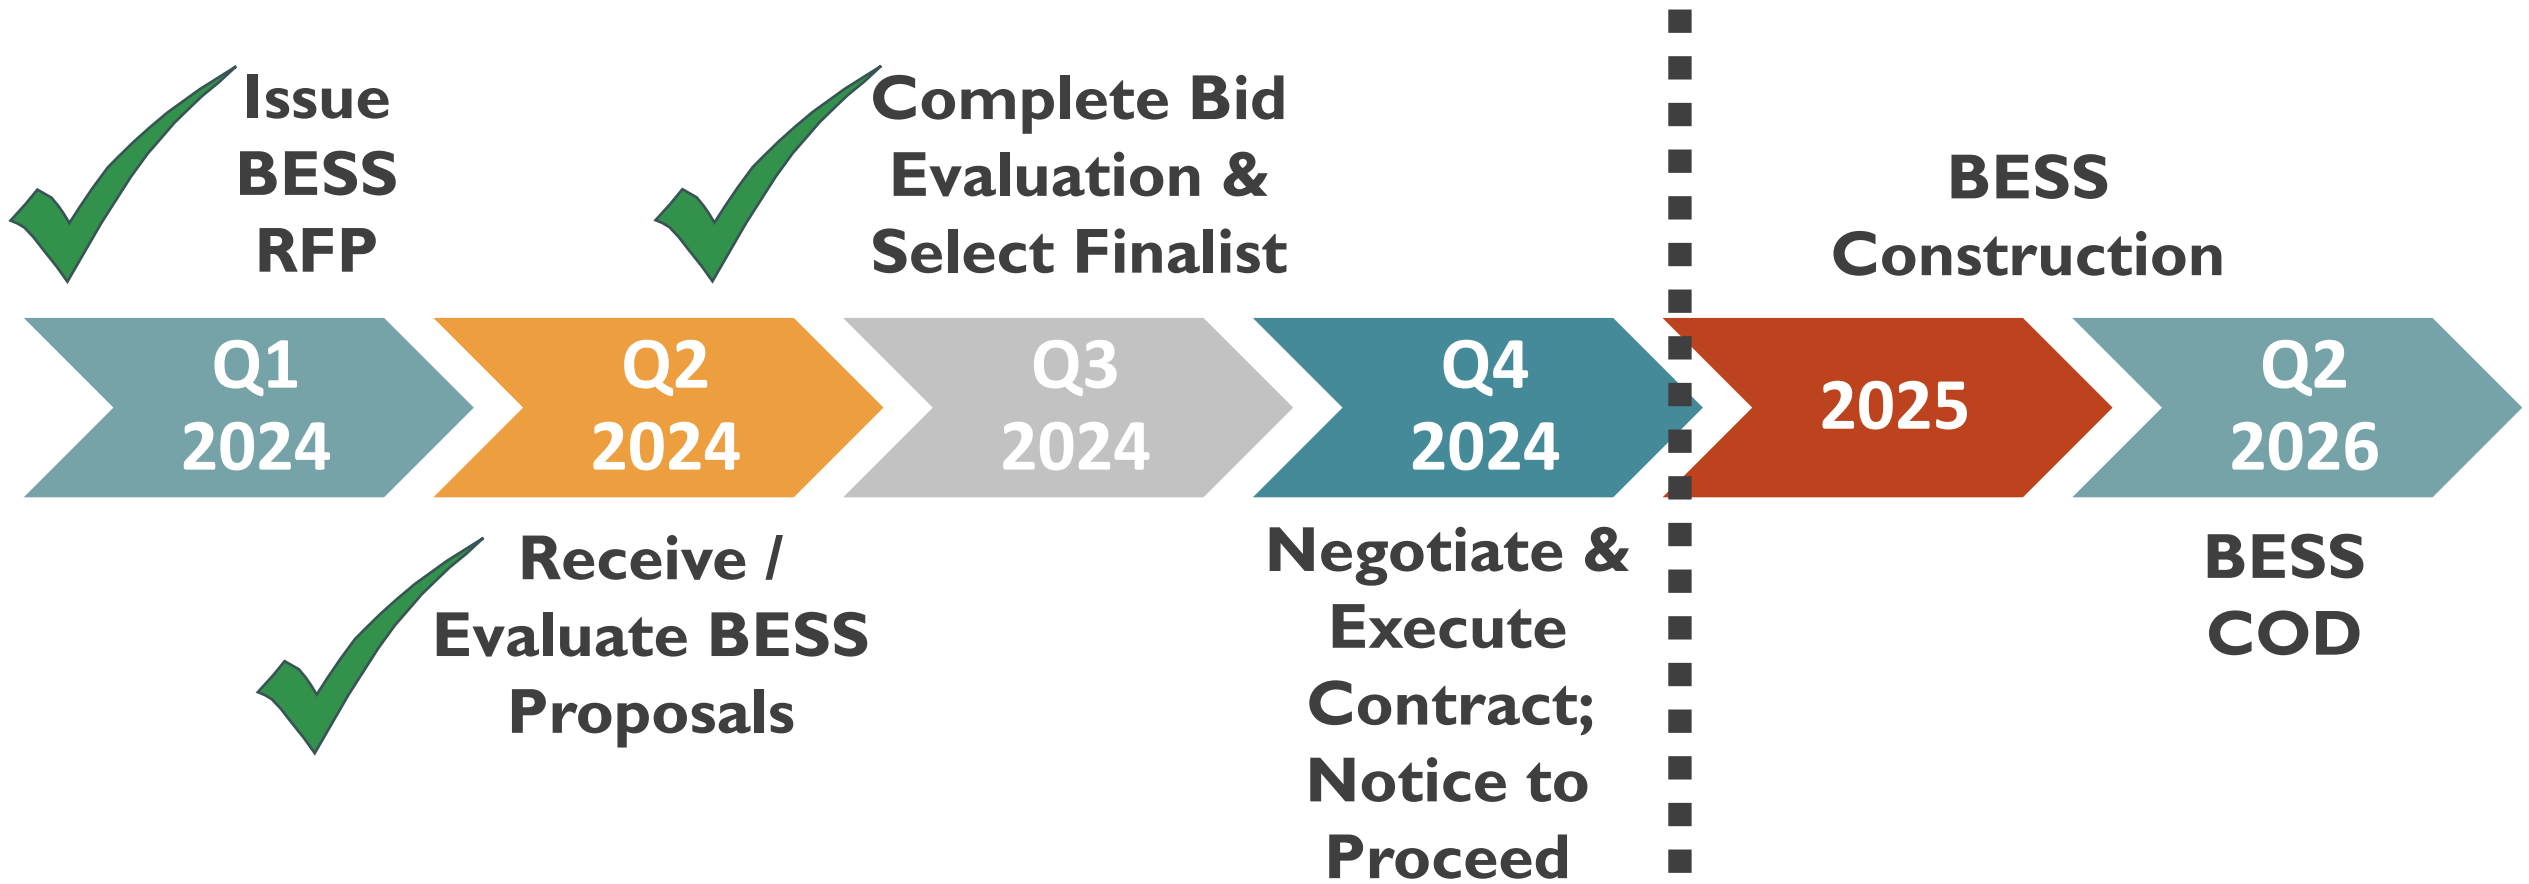 Issue
BESS
RFP
Complete Bid
Evaluation &
Select Finalist
BESS
Construction
Q1
2024
Q2
2024
Q3
2024
Q4
2024
2025
Q2
2026
Receive /
Evaluate BESS
Proposals
Negotiate &
Execute
Contract;
Notice to
Proceed
BESS
COD